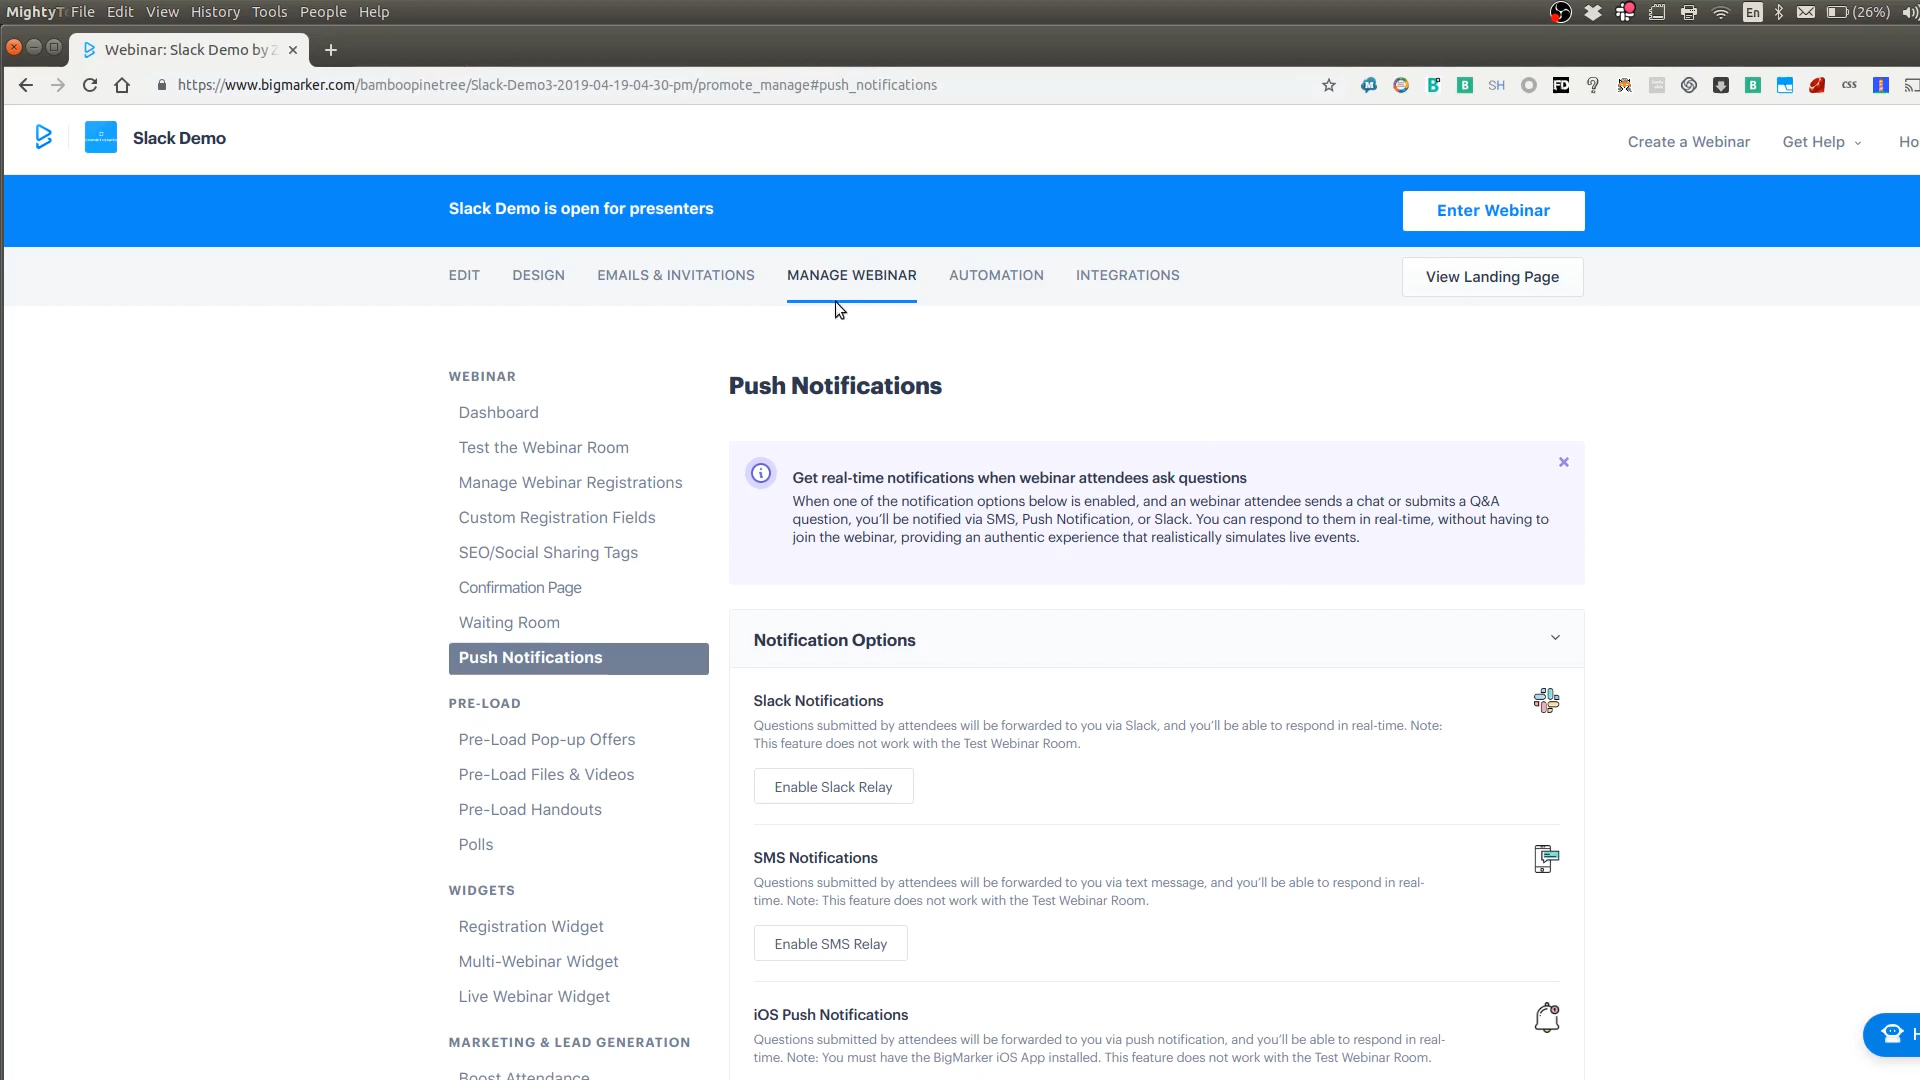 MightyT File Edit View History Tools People Help
En
(26%)
Webinar: Slack Demo by
https://www.bigmarker.com/bamboopinetree/Slack-Demo3-2019-04-19-04-30-pm/promote_manage#push_notifications
SH
FD
css
Slack Demo
Create a Webinar
Get Help
Ho
Slack Demo is open for presenters
Enter Webinar
EDIT
DESIGN
EMAILS & INVITATIONS
MANAGE WEBINAR
AUTOMATION
INTEGRATIONS
View Landing Page
WEBINAR
Dashboard
Test the Webinar Room
Manage Webinar Registrations
Custom Registration Fields
SEO/Social Sharing Tags
Confirmation Page
Waiting Room
Push Notifications
PRE-LOAD
Pre-Load Pop-up Offers
Pre-Load Files & Videos
Pre-Load Handouts
Polls
WIDGETS
Registration Widget
Multi-Webinar Widget
Live Webinar Widget
MARKETING & LEAD GENERATION
Boost Attendance
Push Notifications
Get real-time notifications when webinar attendees ask questions
When one of the notification options below is enabled, and an webinar attendee sends a chat or submits a Q&A
question, you'll be notified via SMS, Push Notification, or Slack. You can respond to them in real-time, without having to
join the webinar, providing an authentic experience that realistically simulates live events.
Notification Options
Slack Notifications
Questions submitted by attendees will be forwarded to you via Slack, and you'll be able to respond in real-time. Note:
This feature does not work with the Test Webinar Room.
Enable Slack Relay
SMS Notifications
Questions submitted by attendees will be forwarded to you via text message, and you'll be able to respond in real-
time. Note: This feature does not work with the Test Webinar Room.
Enable SMS Relay
iOS Push Notifications
Questions submitted by attendees will be forwarded to you via push notification, and you'll be able to respond in real-
time. Note: You must have the BigMarker iOS App installed. This feature does not work with the Test Webinar Room.
H